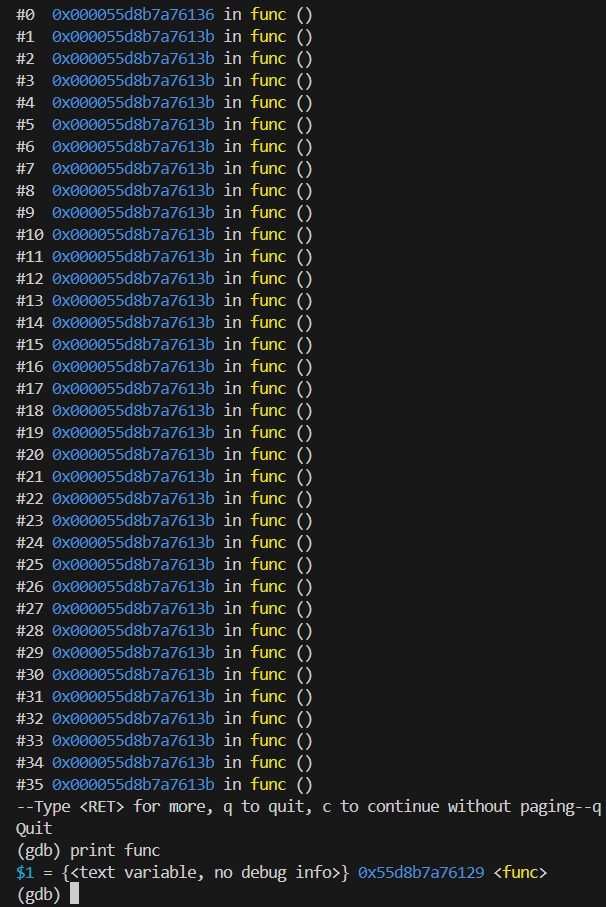 #0  0x000055d8b7a76136 in func ()
#1  0x000055d8b7a7613b in func ()
#2  0x000055d8b7a7613b in func ()
#3  0x000055d8b7a7613b in func ()
#4  0x000055d8b7a7613b in func ()
#5  0x000055d8b7a7613b in func ()
#6  0x000055d8b7a7613b in func ()
#7  0x000055d8b7a7613b in func ()
#8  0x000055d8b7a7613b in func ()
#9  0x000055d8b7a7613b in func ()
#10 0x000055d8b7a7613b in func ()
#11 0x000055d8b7a7613b in func ()
#12 0x000055d8b7a7613b in func ()
#13 0x000055d8b7a7613b in func ()
#14 0x000055d8b7a7613b in func ()
#15 0x000055d8b7a7613b in func ()
#16 0x000055d8b7a7613b in func ()
#17 0x000055d8b7a7613b in func ()
#18 0x000055d8b7a7613b in func ()
#19 0x000055d8b7a7613b in func ()
#20 0x000055d8b7a7613b in func ()
#21 0x000055d8b7a7613b in func ()
#22 0x000055d8b7a7613b in func ()
#23 0x000055d8b7a7613b in func ()
#24 0x000055d8b7a7613b in func ()
#25 0x000055d8b7a7613b in func ()
#26 0x000055d8b7a7613b in func ()
#27 0x000055d8b7a7613b in func ()
#28 0x000055d8b7a7613b in func ()
#29 0x000055d8b7a7613b in func ()
#30 0x000055d8b7a7613b in func ()
#31 0x000055d8b7a7613b in func ()
#32 0x000055d8b7a7613b in func ()
#33 0x000055d8b7a7613b in func ()
#34 0x000055d8b7a7613b in func ()
#35 0x000055d8b7a7613b in func ()
--Type <RET> for more, q to quit, c to continue without paging--q
Quit
(gdb) print func
$1 = {<text variable, no debug info>} 0x55d8b7a76129 <func>
(gdb)